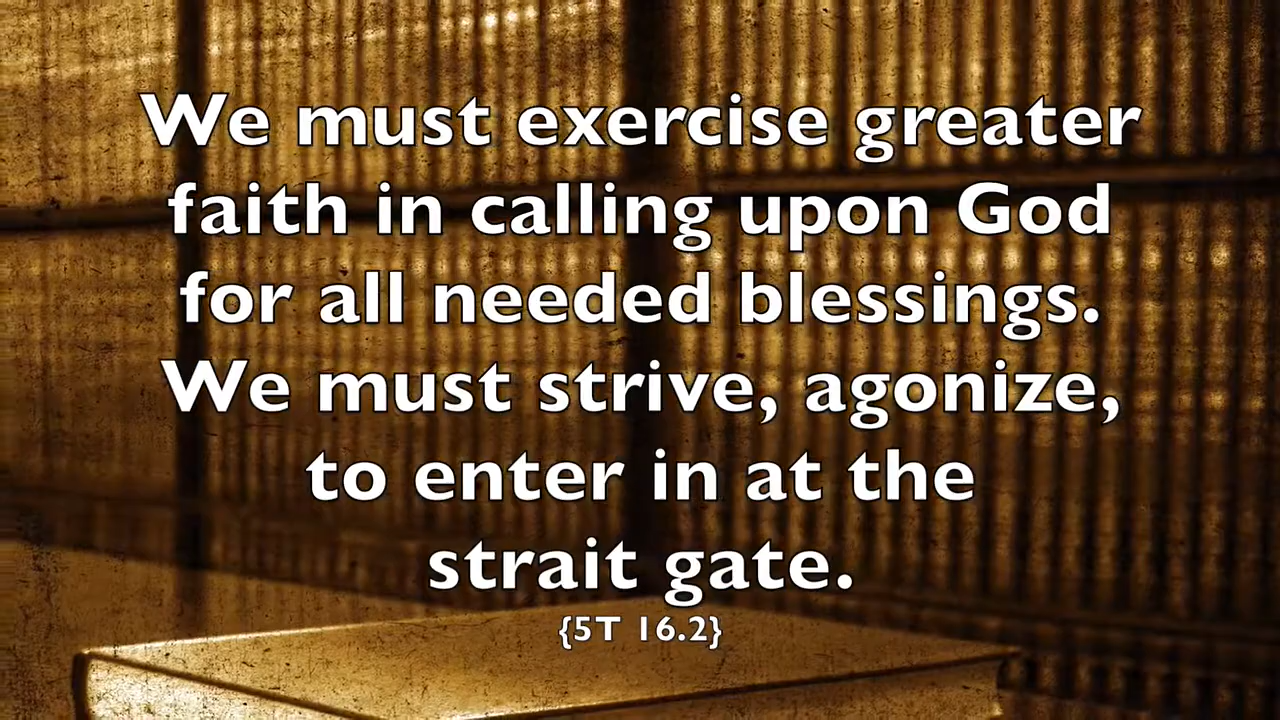 We must exercise greater
faith in calling upon God
for all needed blessings.
We must strive, agonize,
to enter in at the
strait gate.
{5T 16.2}